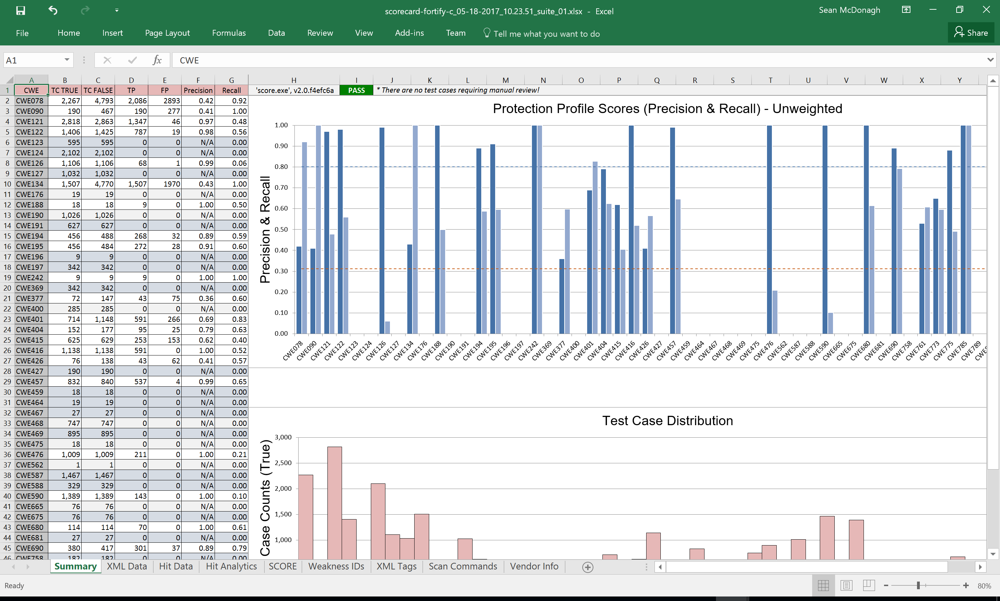 scorecard-fortify-c_05-18-2017_10.23.51_suite_01.xlsx - Excel
Sean McDonagh
File Home Insert Page Layout Formulas Data Review View Add-ins Team Tell me what you want to do
Share
A1 fx CWE
A B C D E F G H I J K L M N O P Q R S T U V W X Y
1 CWE TC TRUE TC FALSE TP FP Precision Recall 'score.exe', v2.0.f4efc6a PASS * There are no test cases requiring manual review!
2 CWE078 2,267 4,793 2,086 2893 0.42 0.92
3 CWE090 190 467 190 277 0.41 1.00
4 CWE121 2,818 2,863 1,347 46 0.97 0.48
5 CWE122 1,406 1,425 787 19 0.98 0.56
6 CWE123 595 595 0 0 N/A 0.00
7 CWE124 2,102 2,102 0 0 N/A 0.00
8 CWE126 1,106 1,106 68 1 0.99 0.06
9 CWE127 1,032 1,032 0 0 N/A 0.00
10 CWE134 1,507 4,770 1,507 1970 0.43 1.00
11 CWE176 19 19 0 0 N/A 0.00
12 CWE188 18 18 9 0 1.00 0.50
13 CWE190 1,026 1,026 0 0 N/A 0.00
14 CWE191 627 627 0 0 N/A 0.00
15 CWE194 456 488 268 32 0.89 0.59
16 CWE195 456 484 272 28 0.91 0.60
17 CWE196 9 9 0 0 N/A 0.00
18 CWE197 342 342 0 0 N/A 0.00
19 CWE242 9 9 9 0 1.00 1.00
20 CWE369 342 342 0 0 N/A 0.00
21 CWE377 72 147 43 75 0.36 0.60
22 CWE400 285 285 0 0 N/A 0.00
23 CWE401 714 1,148 591 266 0.69 0.83
24 CWE404 152 177 95 25 0.79 0.63
25 CWE415 625 629 253 153 0.62 0.40
26 CWE416 1,138 1,138 591 0 1.00 0.52
27 CWE426 76 138 43 62 0.41 0.57
28 CWE427 190 190 0 0 N/A 0.00
29 CWE457 832 840 537 4 0.99 0.65
30 CWE459 18 18 0 0 N/A 0.00
31 CWE464 19 19 0 0 N/A 0.00
32 CWE467 27 27 0 0 N/A 0.00
33 CWE468 747 747 0 0 N/A 0.00
34 CWE469 895 895 0 0 N/A 0.00
35 CWE475 18 18 0 0 N/A 0.00
36 CWE476 1,009 1,009 211 0 1.00 0.21
37 CWE562 1 1 0 0 N/A 0.00
38 CWE587 1,467 1,467 0 0 N/A 0.00
39 CWE588 329 329 0 0 N/A 0.00
40 CWE590 1,389 1,389 143 0 1.00 0.10
41 CWE665 76 76 0 0 N/A 0.00
42 CWE675 76 76 0 0 N/A 0.00
43 CWE680 114 114 70 0 1.00 0.61
44 CWE681 27 27 0 0 N/A 0.00
45 CWE690 380 417 301 37 0.89 0.79
46 CWE758 182 182 0 0 N/A 0.00
Protection Profile Scores (Precision & Recall) - Unweighted
Precision & Recall
1.00
0.90
0.80
0.70
0.60
0.50
0.40
0.30
0.20
0.10
0.00
CWE078 CWE090 CWE121 CWE122 CWE123 CWE124 CWE126 CWE127 CWE134 CWE176 CWE188 CWE190 CWE191 CWE194 CWE195 CWE196 CWE197 CWE242 CWE369 CWE377 CWE400 CWE401 CWE404 CWE415 CWE416 CWE426 CWE427 CWE457 CWE459 CWE464 CWE467 CWE468 CWE469 CWE475 CWE476 CWE562 CWE587 CWE588 CWE590 CWE665 CWE675 CWE680 CWE681 CWE690 CWE758 CWE761 CWE773 CWE775 CWE785 CWE789
Test Case Distribution
Case Counts (True)
3,000
2,500
2,000
1,500
1,000
Summary XML Data Hit Data Hit Analytics SCORE Weakness IDs XML Tags Scan Commands Vendor Info
Ready
80%